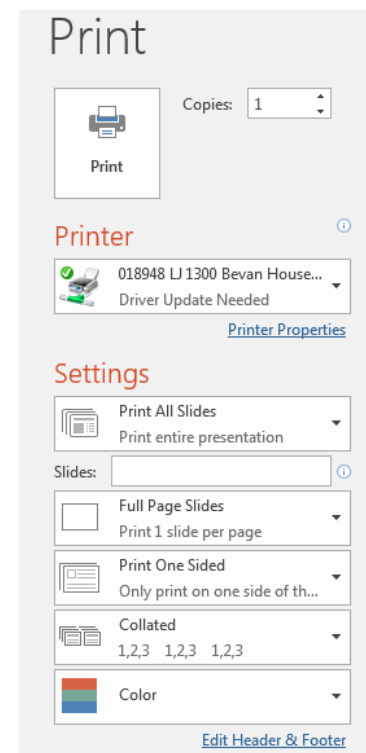 Print
Copies: 1
Print
Printer
018948 LJ 1300 Bevan House...
Driver Update Needed
Printer Properties
Settings
Print All Slides
Print entire presentation
Slides:
Full Page Slides
Print 1 slide per page
Print One Sided
Only print on one side of th...
Collated
1,2,3 1,2,3 1,2,3
Color
Edit Header & Footer